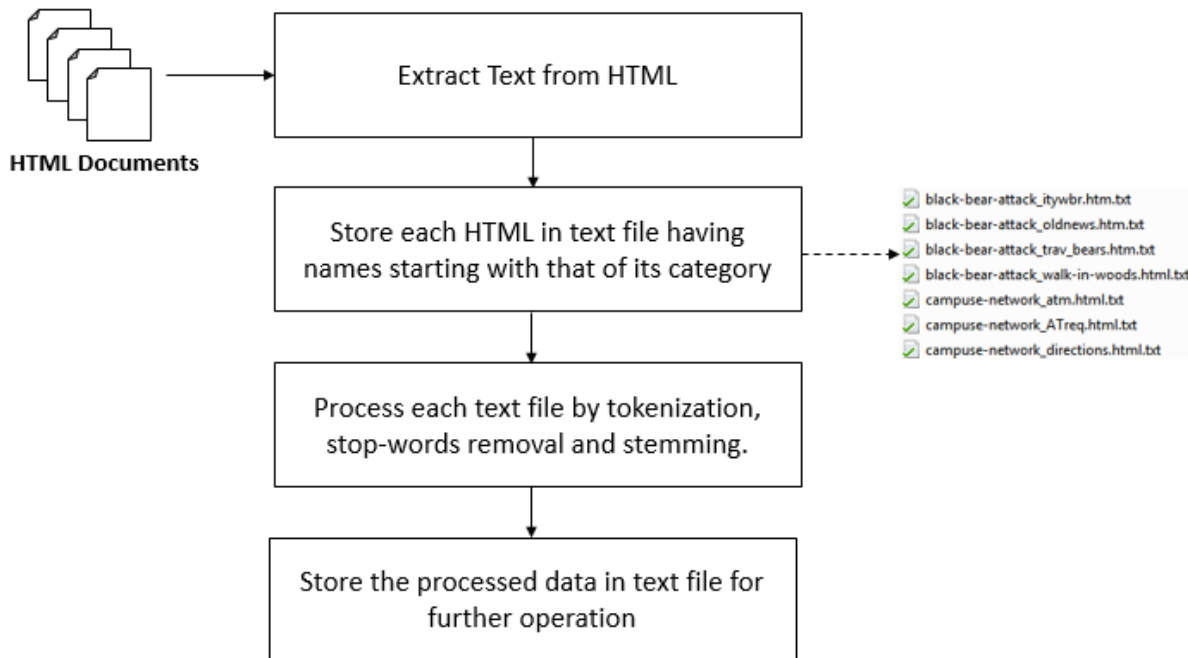 HTML Documents
Extract Text from HTML
Store each HTML in text file having
names starting with that of its category
black-bear-attack_itywbr.htm.txt
black-bear-attack_oldnews.htm.txt
black-bear-attack_trav_bears.htm.txt
black-bear-attack_walk-in-woods.html.txt
campuse-network_atm.html.txt
campuse-network_ATreq.html.txt
campuse-network_directions.html.txt
Process each text file by tokenization,
stop-words removal and stemming.
Store the processed data in text file for
further operation